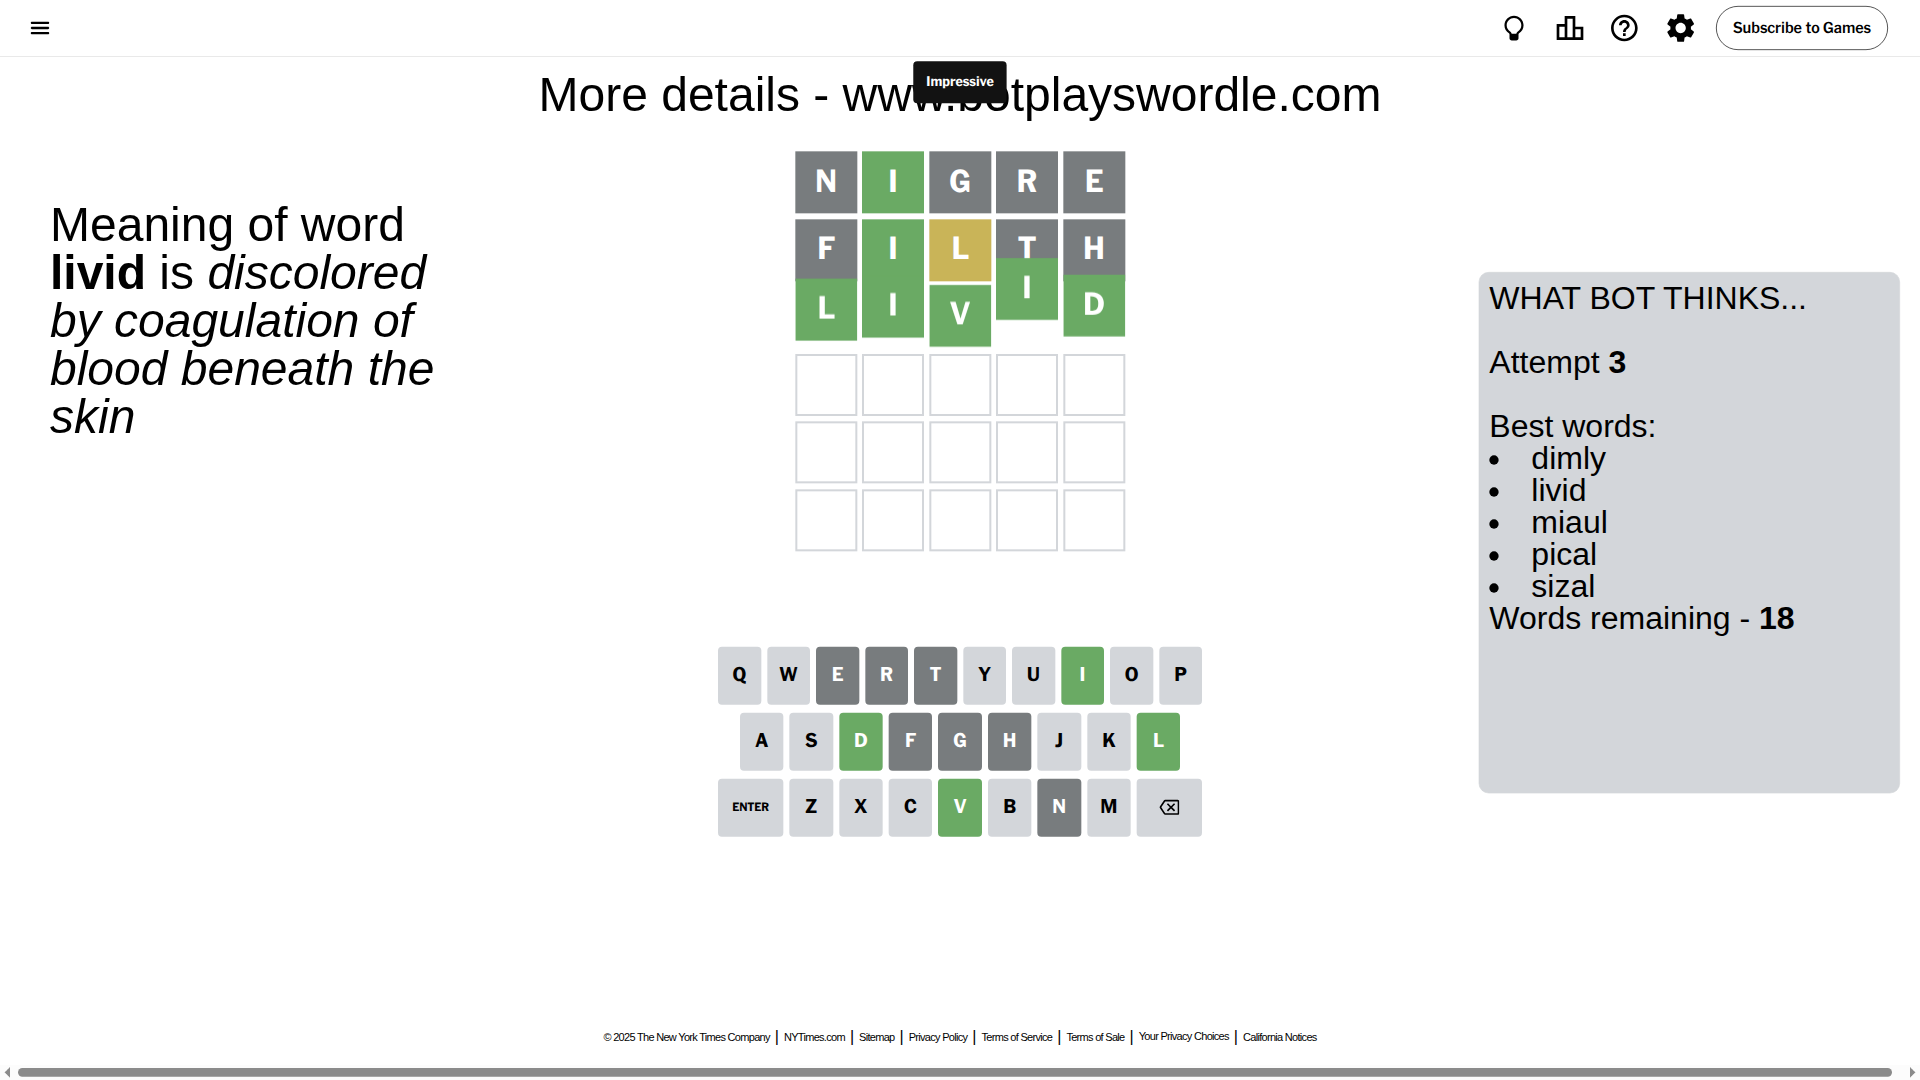 Subscribe to Games
Impressive
More details - www.botplayswordle.com
Meaning of word
livid is discolored
by coagulation of
blood beneath the
skin
N I G R E
F I L T H
L I V I D
WHAT BOT THINKS...
Attempt 3
Best words:
• dimly
• livid
• miaul
• pical
• sizal
Words remaining - 18
Q W E R T Y U I O P
A S D F G H J K L
ENTER Z X C V B N M
© 2025 The New York Times Company | NYTimes.com | Sitemap | Privacy Policy | Terms of Service | Terms of Sale | Your Privacy Choices | California Notices